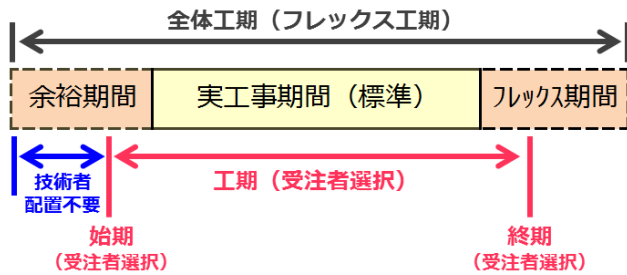 全体工期（フレックス工期）
余裕期間
実工事期間（標準）
ﾌﾚｯｸｽ期間
技術者
配置不要
工期（受注者選択）
始期
（受注者選択）
終期
（受注者選択）